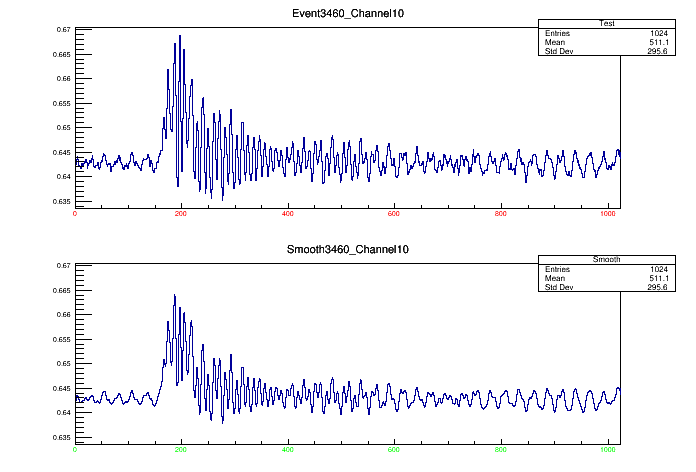 Event3460_Channel10
Test
Entries 1024
Mean 511.1
Std Dev 295.6
0.67
0.665
0.66
0.655
0.65
0.645
0.64
0.635
0 200 400 600 800 1000
Smooth3460_Channel10
Smooth
Entries 1024
Mean 511.1
Std Dev 295.6
0.67
0.665
0.66
0.655
0.65
0.645
0.64
0.635
0 200 400 600 800 1000